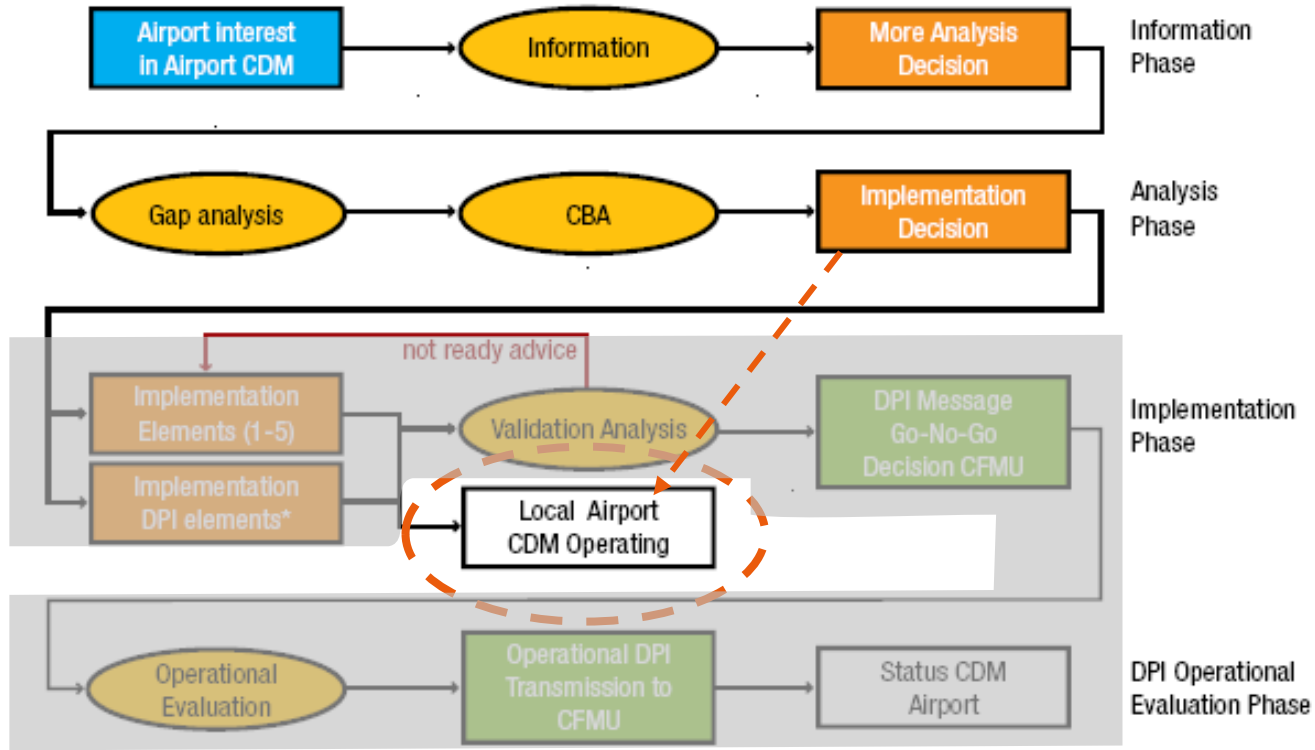 Airport interest
in Airport CDM
Information
More Analysis
Decision
Information
Phase
Gap analysis
CBA
Implementation
Decision
Analysis
Phase
not ready advice
Implementation
Elements (1-5)
Validation Analysis
DPI Message
Go-No-Go
Decision CFMU
Implementation
Phase
Implementation
DPI elements*
Local Airport
CDM Operating
Operational
Evaluation
Operational DPI
Transmission to
CFMU
Status CDM
Airport
DPI Operational
Evaluation Phase